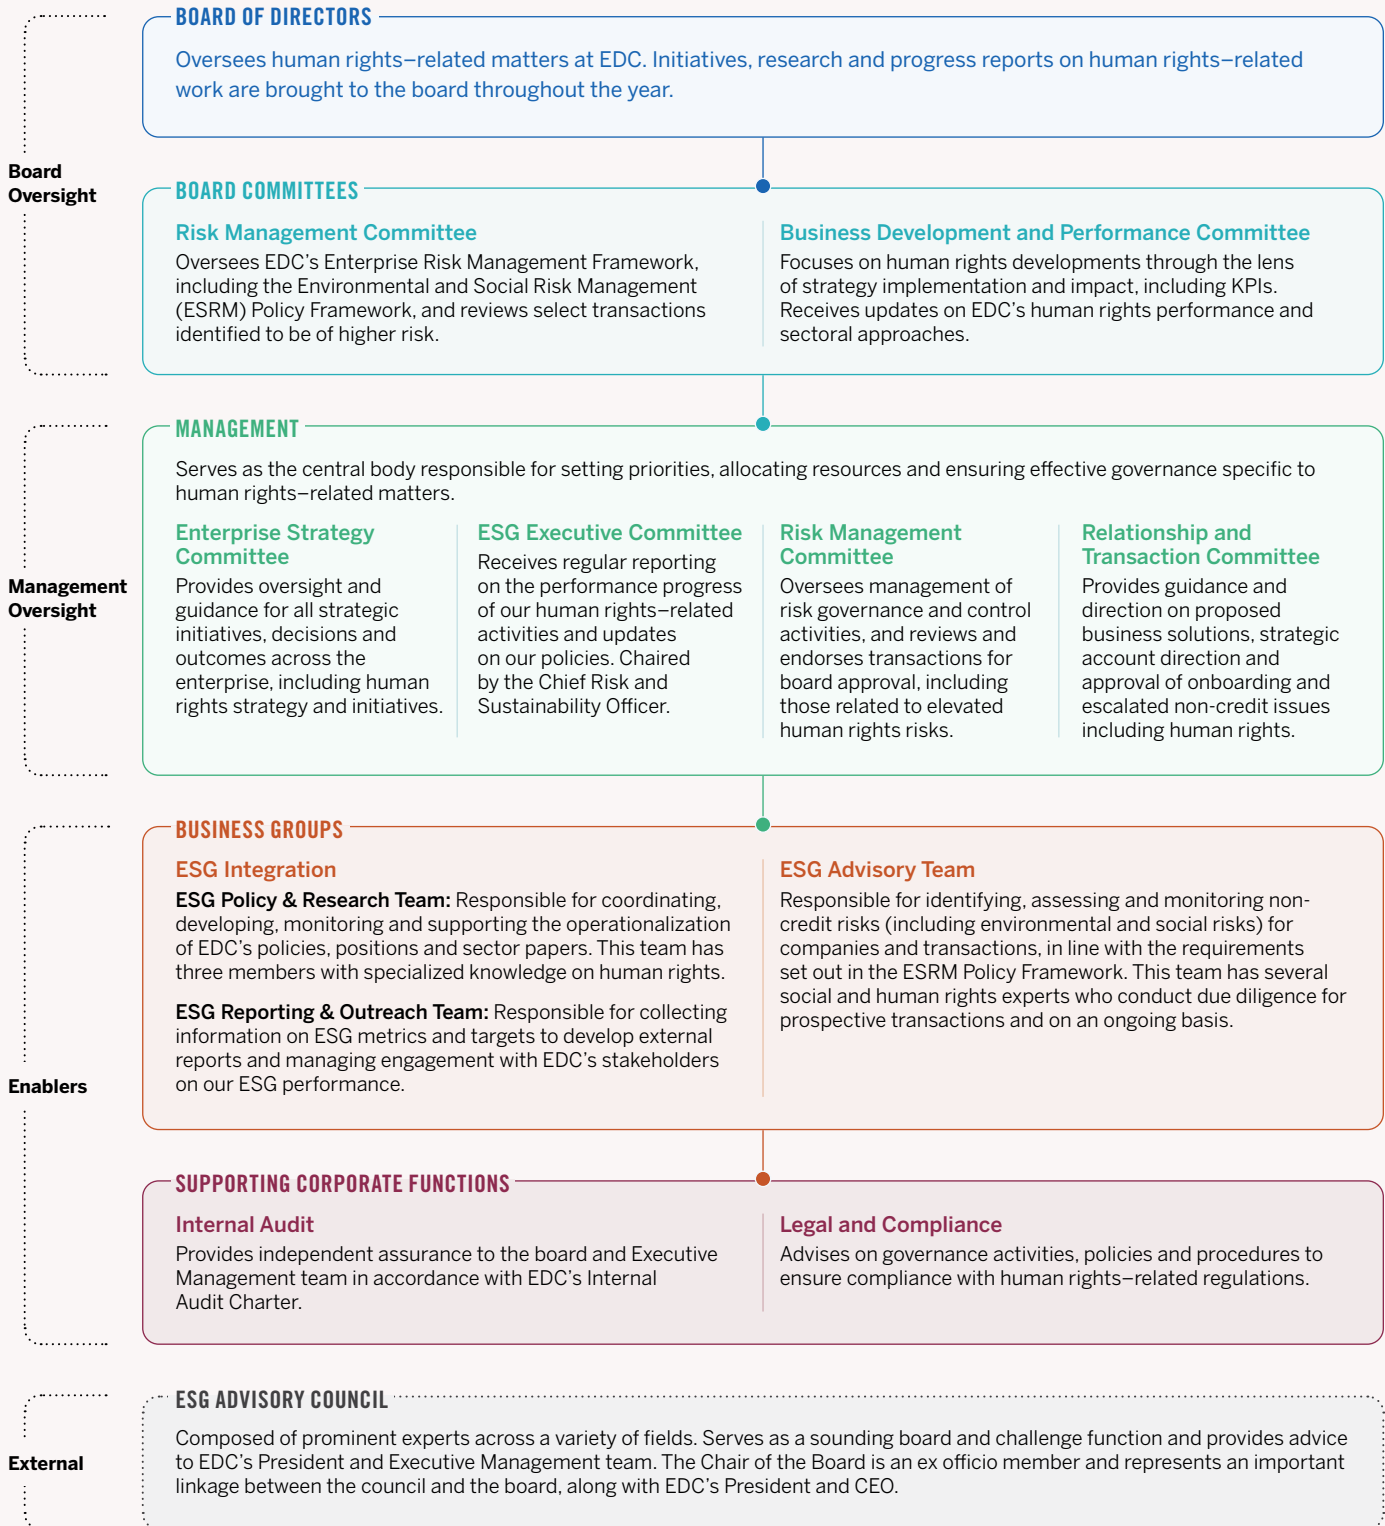 BOARD OF DIRECTORS
Oversees human rights–related matters at EDC. Initiatives, research and progress reports on human rights–related
work are brought to the board throughout the year.
Board
Oversight
BOARD COMMITTEES
Risk Management Committee
Oversees EDC’s Enterprise Risk Management Framework,
including the Environmental and Social Risk Management
(ESRM) Policy Framework, and reviews select transactions
identified to be of higher risk.
Business Development and Performance Committee
Focuses on human rights developments through the lens
of strategy implementation and impact, including KPIs.
Receives updates on EDC’s human rights performance and
sectoral approaches.
MANAGEMENT
Serves as the central body responsible for setting priorities, allocating resources and ensuring effective governance specific to
human rights–related matters.
Management
Oversight
Enterprise Strategy
Committee
Provides oversight and
guidance for all strategic
initiatives, decisions and
outcomes across the
enterprise, including human
rights strategy and initiatives.
ESG Executive Committee
Receives regular reporting
on the performance progress
of our human rights–related
activities and updates
on our policies. Chaired
by the Chief Risk and
Sustainability Officer.
Risk Management
Committee
Oversees management of
risk governance and control
activities, and reviews and
endorses transactions for
board approval, including
those related to elevated
human rights risks.
Relationship and
Transaction Committee
Provides guidance and
direction on proposed
business solutions, strategic
account direction and
approval of onboarding and
escalated non-credit issues
including human rights.
BUSINESS GROUPS
ESG Integration
ESG Policy & Research Team: Responsible for coordinating,
developing, monitoring and supporting the operationalization
of EDC’s policies, positions and sector papers. This team has
three members with specialized knowledge on human rights.
ESG Reporting & Outreach Team: Responsible for collecting
information on ESG metrics and targets to develop external
reports and managing engagement with EDC’s stakeholders
on our ESG performance.
ESG Advisory Team
Responsible for identifying, assessing and monitoring non-
credit risks (including environmental and social risks) for
companies and transactions, in line with the requirements
set out in the ESRM Policy Framework. This team has several
social and human rights experts who conduct due diligence for
prospective transactions and on an ongoing basis.
Enablers
SUPPORTING CORPORATE FUNCTIONS
Internal Audit
Provides independent assurance to the board and Executive
Management team in accordance with EDC’s Internal
Audit Charter.
Legal and Compliance
Advises on governance activities, policies and procedures to
ensure compliance with human rights–related regulations.
ESG ADVISORY COUNCIL
External
Composed of prominent experts across a variety of fields. Serves as a sounding board and challenge function and provides advice
to EDC’s President and Executive Management team. The Chair of the Board is an ex officio member and represents an important
linkage between the council and the board, along with EDC’s President and CEO.